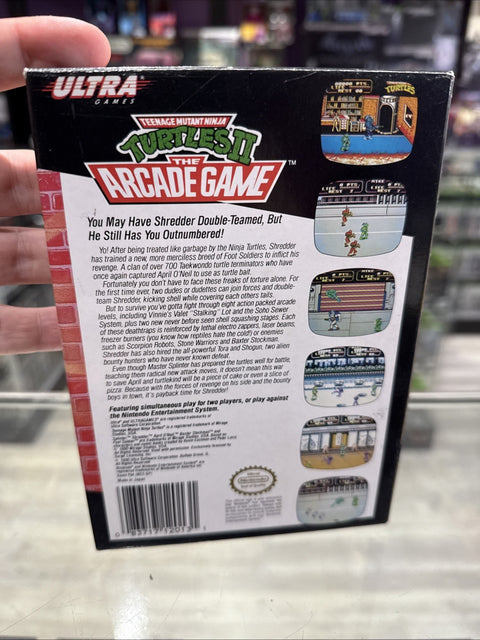 ULTRA®
GAMES
TEENAGE MUTANT NINJA
TURTLES II
THE
ARCADE GAME™
You May Have Shredder Double-Teamed, But
He Still Has You Outnumbered!
Yo! After being treated like garbage by the Ninja Turtles, Shredder
has trained a new, more merciless breed of Foot Soldiers to inflict his
revenge. A clan of over 700 Taekwondo turtle terminators who have
once again captured April O'Neil to use as turtle bait.
Fortunately you don't have to face these freaks of fortune alone. For
the first time ever, two dudes or dudettes can join forces and double-
team Shredder, kicking shell while covering each others tails.
But to survive you've gotta fight through eight action packed arcade
levels, including Vinnie's Valet "Stalking" Lot and the Soho Sewer
System, plus two new never before seen shell squashing stages. Each
of these deathtraps is reinforced by lethal electro zappers, laser beams,
freezer burners (you know how reptiles hate the cold!) or enemies
such as Scorpion Robots, Stone Warriors and Baxter Stockman.
Shredder has also hired the all-powerful Tora and Shogun, two alien
bounty hunters who have never known defeat.
Even though Master Splinter has prepared the turtles well for battle,
teaching them radical new attack moves, it doesn't mean this war
to save April and turtlekind will be a piece of cake or even a slice of
pizza. Because with the forces of revenge on his side and the bounty
boys in town, it's payback time for Shredder!
Featuring simultaneous play for two players, or play against
the Nintendo Entertainment System.
Made in Japan
Nintendo
0 83717 12013 1